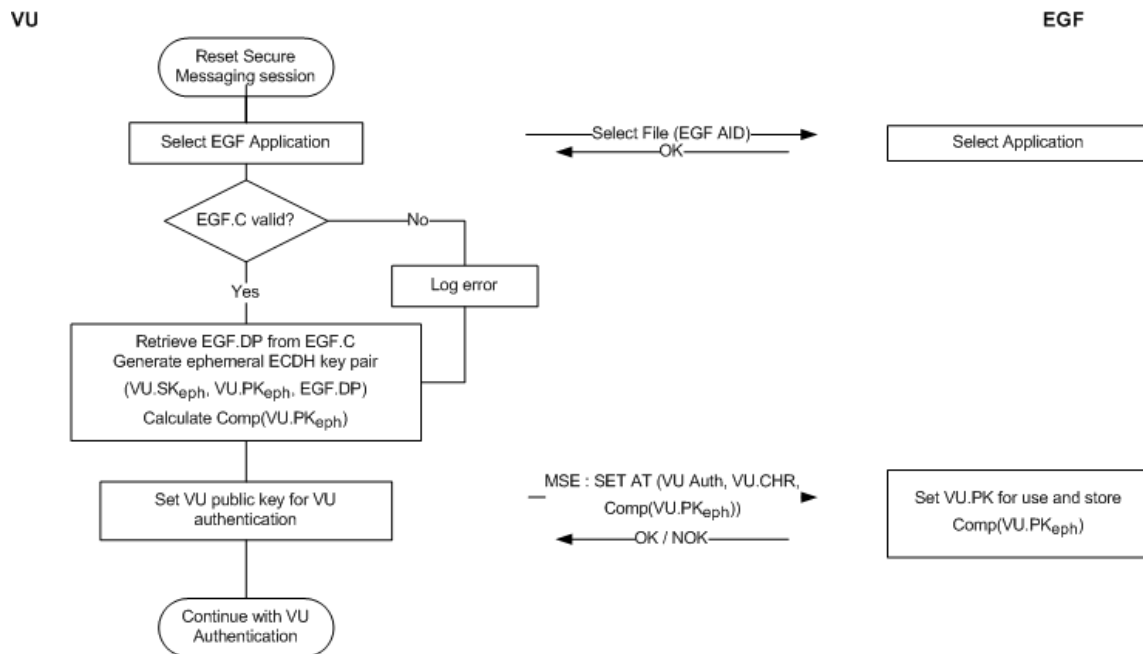 VU
EGF
Reset Secure
Messaging session
Select EGF Application
Select File (EGF AID)
OK
Select Application
EGF.C valid?
No
Log error
Yes
Retrieve EGF.DP from EGF.C
Generate ephemeral ECDH key pair
(VU.SKeph, VU.PKeph, EGF.DP)
Calculate Comp(VU.PKeph)
Set VU public key for VU
authentication
MSE : SET AT (VU Auth, VU.CHR,
Comp(VU.PKeph))
OK / NOK
Set VU.PK for use and store
Comp(VU.PKeph)
Continue with VU
Authentication